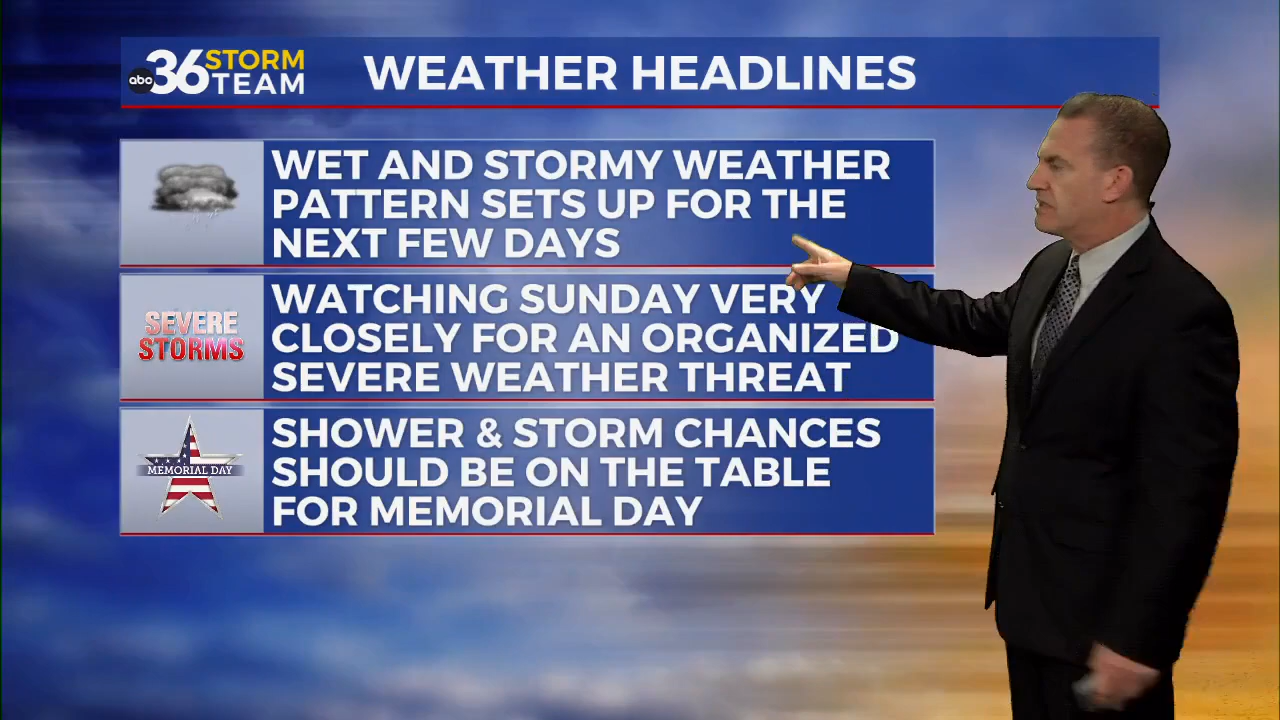 abc 36 STORM TEAM
WEATHER HEADLINES
WET AND STORMY WEATHER
PATTERN SETS UP FOR THE
NEXT FEW DAYS
SEVERE
STORMS
WATCHING SUNDAY VERY
CLOSELY FOR AN ORGANIZED
SEVERE WEATHER THREAT
MEMORIAL DAY
SHOWER & STORM CHANCES
SHOULD BE ON THE TABLE
FOR MEMORIAL DAY